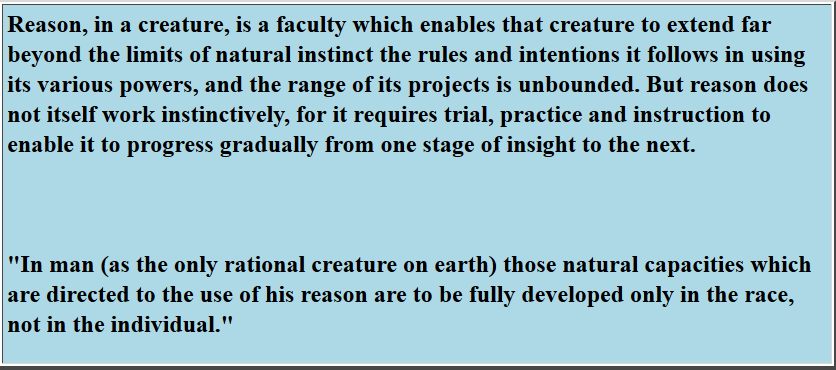 Reason, in a creature, is a faculty which enables that creature to extend far
beyond the limits of natural instinct the rules and intentions it follows in using
its various powers, and the range of its projects is unbounded. But reason does
not itself work instinctively, for it requires trial, practice and instruction to
enable it to progress gradually from one stage of insight to the next.
"In man (as the only rational creature on earth) those natural capacities which
are directed to the use of his reason are to be fully developed only in the race,
not in the individual."